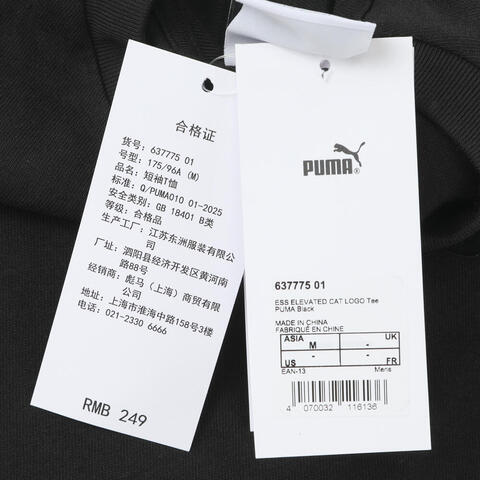 合格证
货号: 637775 01
号型: 175/96A (M)
品名: 短袖T恤
标准: Q/PUMA010 01-2025
安全类别: GB 18401 B类
等级: 合格品
生产工厂: 江苏东洲服装有限公司
厂址: 泗阳县经济开发区黄河南路88号
经销商: 彪马（上海）商贸有限公司
地址: 上海市淮海中路158号3楼
电话: 021-2330 6666
RMB 249
PUMA®
637775 01
ESS ELEVATED CAT LOGO Tee
PUMA Black
MADE IN CHINA
FABRIQUÉ EN CHINE
ASIA M - UK
US - - FR
EAN-13 Mens
4 070032 116136